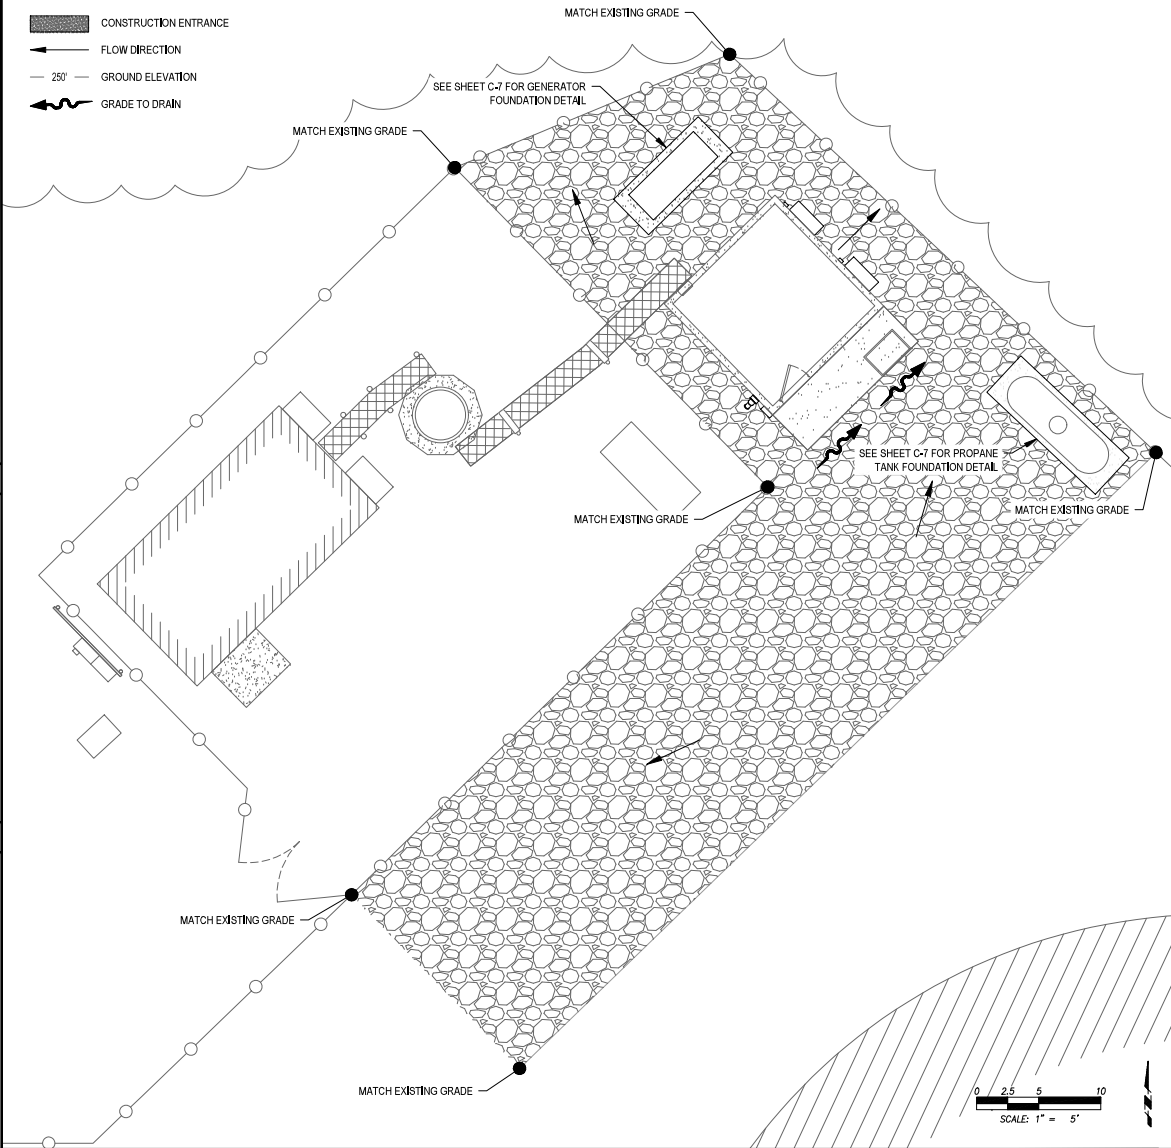 CONSTRUCTION ENTRANCE
FLOW DIRECTION
250' GROUND ELEVATION
GRADE TO DRAIN
MATCH EXISTING GRADE
SEE SHEET C-7 FOR GENERATOR
FOUNDATION DETAIL
MATCH EXISTING GRADE
SEE SHEET C-7 FOR PROPANE
TANK FOUNDATION DETAIL
MATCH EXISTING GRADE
MATCH EXISTING GRADE
MATCH EXISTING GRADE
MATCH EXISTING GRADE
0 2.5 5 10
SCALE: 1" = 5'